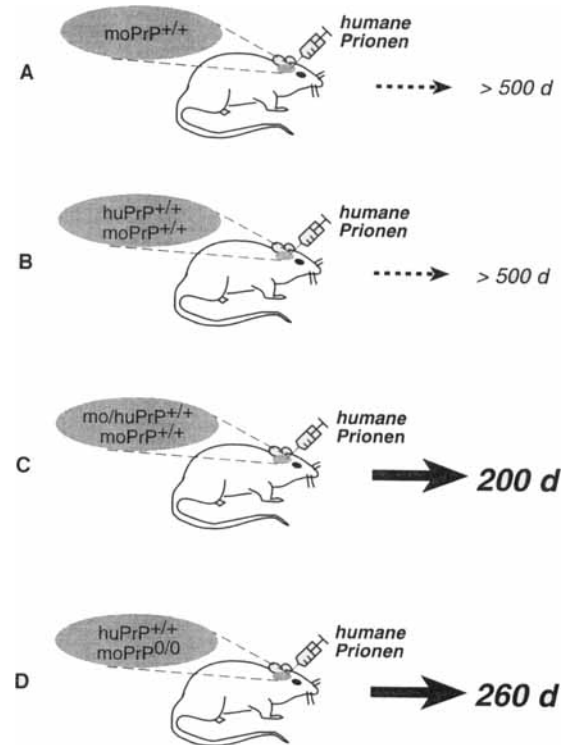 moPrP+/+
humane
Prionen
A
> 500 d
huPrP+/+
moPrP+/+
humane
Prionen
B
> 500 d
mo/huPrP+/+
moPrP+/+
humane
Prionen
C
200 d
huPrP+/+
moPrP0/0
humane
Prionen
D
260 d